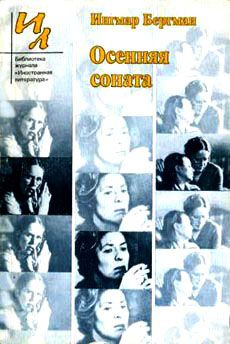 ИЛ
Библиотека
журнала
«Иностранная
литература»
Ингмар Бергман
Осенняя
соната